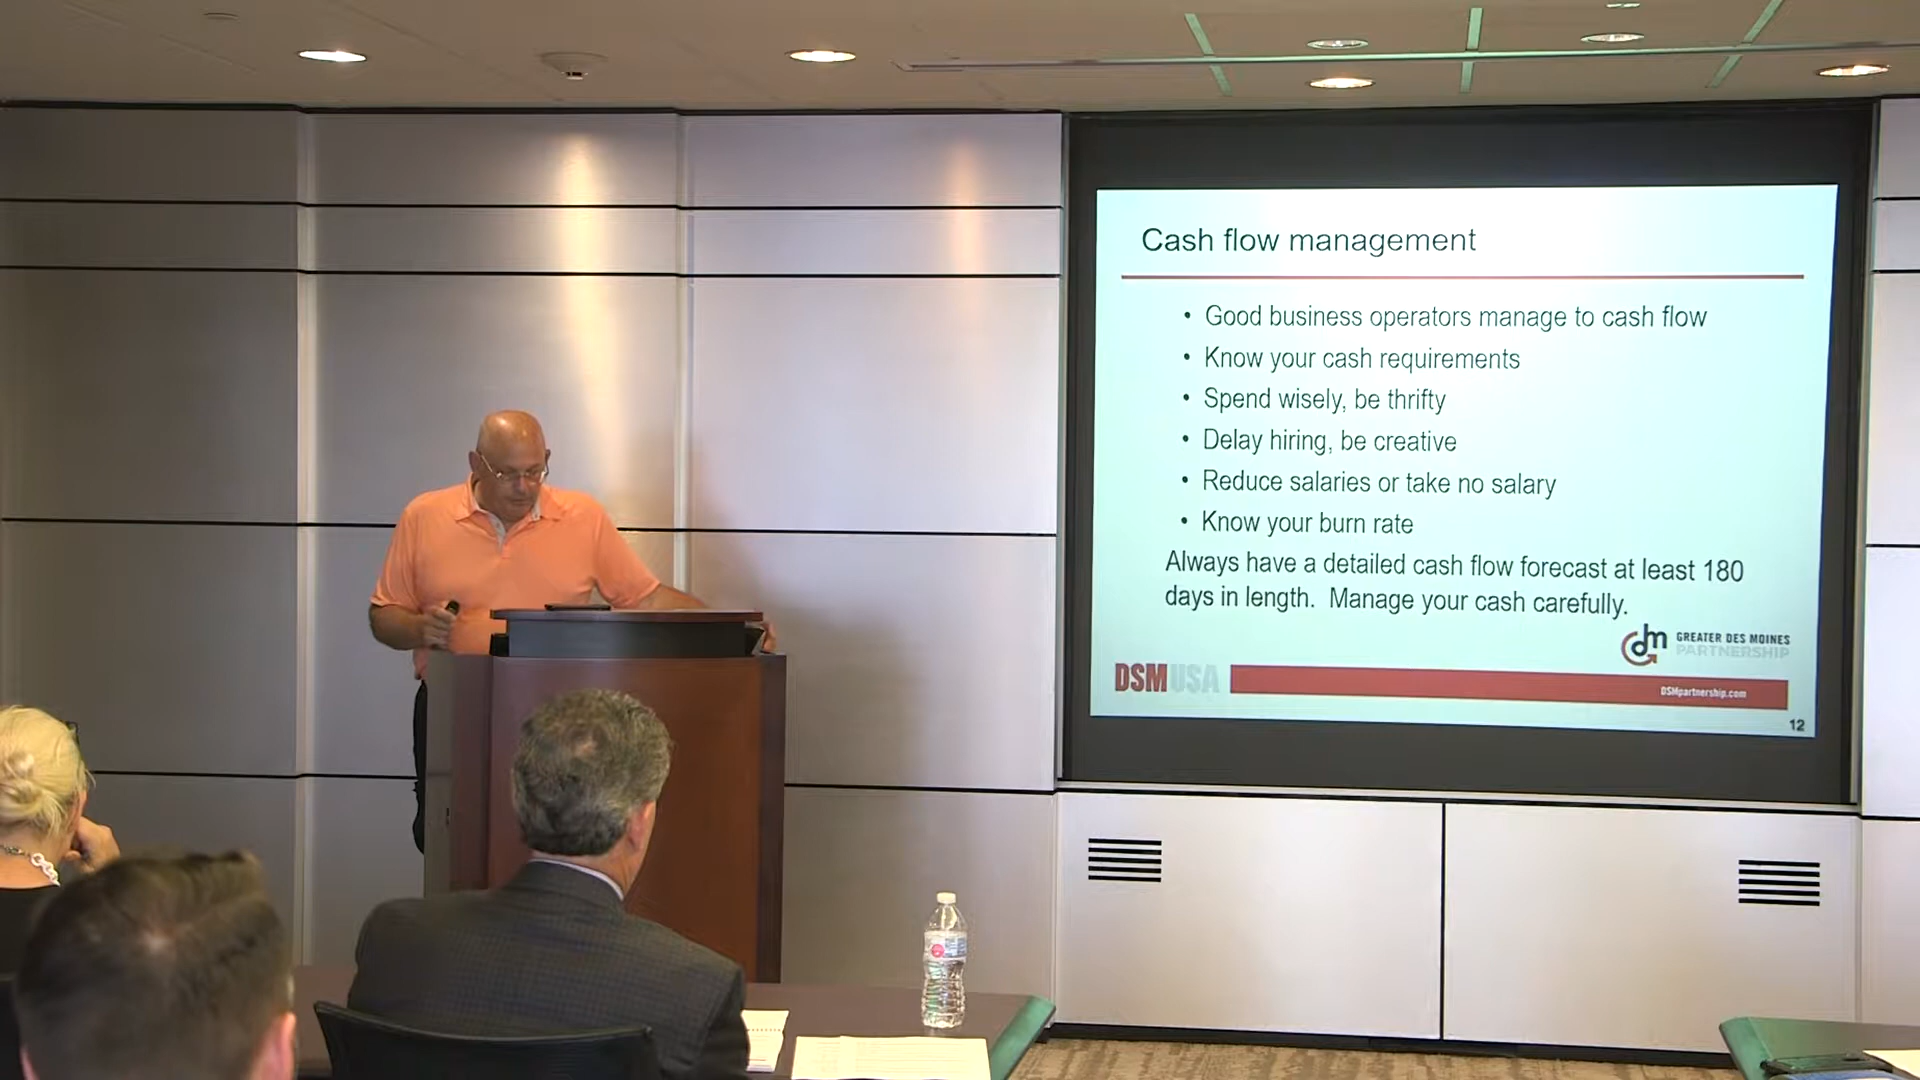 Cash flow management
• Good business operators manage to cash flow
• Know your cash requirements
• Spend wisely, be thrifty
• Delay hiring, be creative
• Reduce salaries or take no salary
• Know your burn rate
Always have a detailed cash flow forecast at least 180
days in length. Manage your cash carefully.
dm
GREATER DES MOINES
PARTNERSHIP
DSMUSA
DSMpartnership.com
12